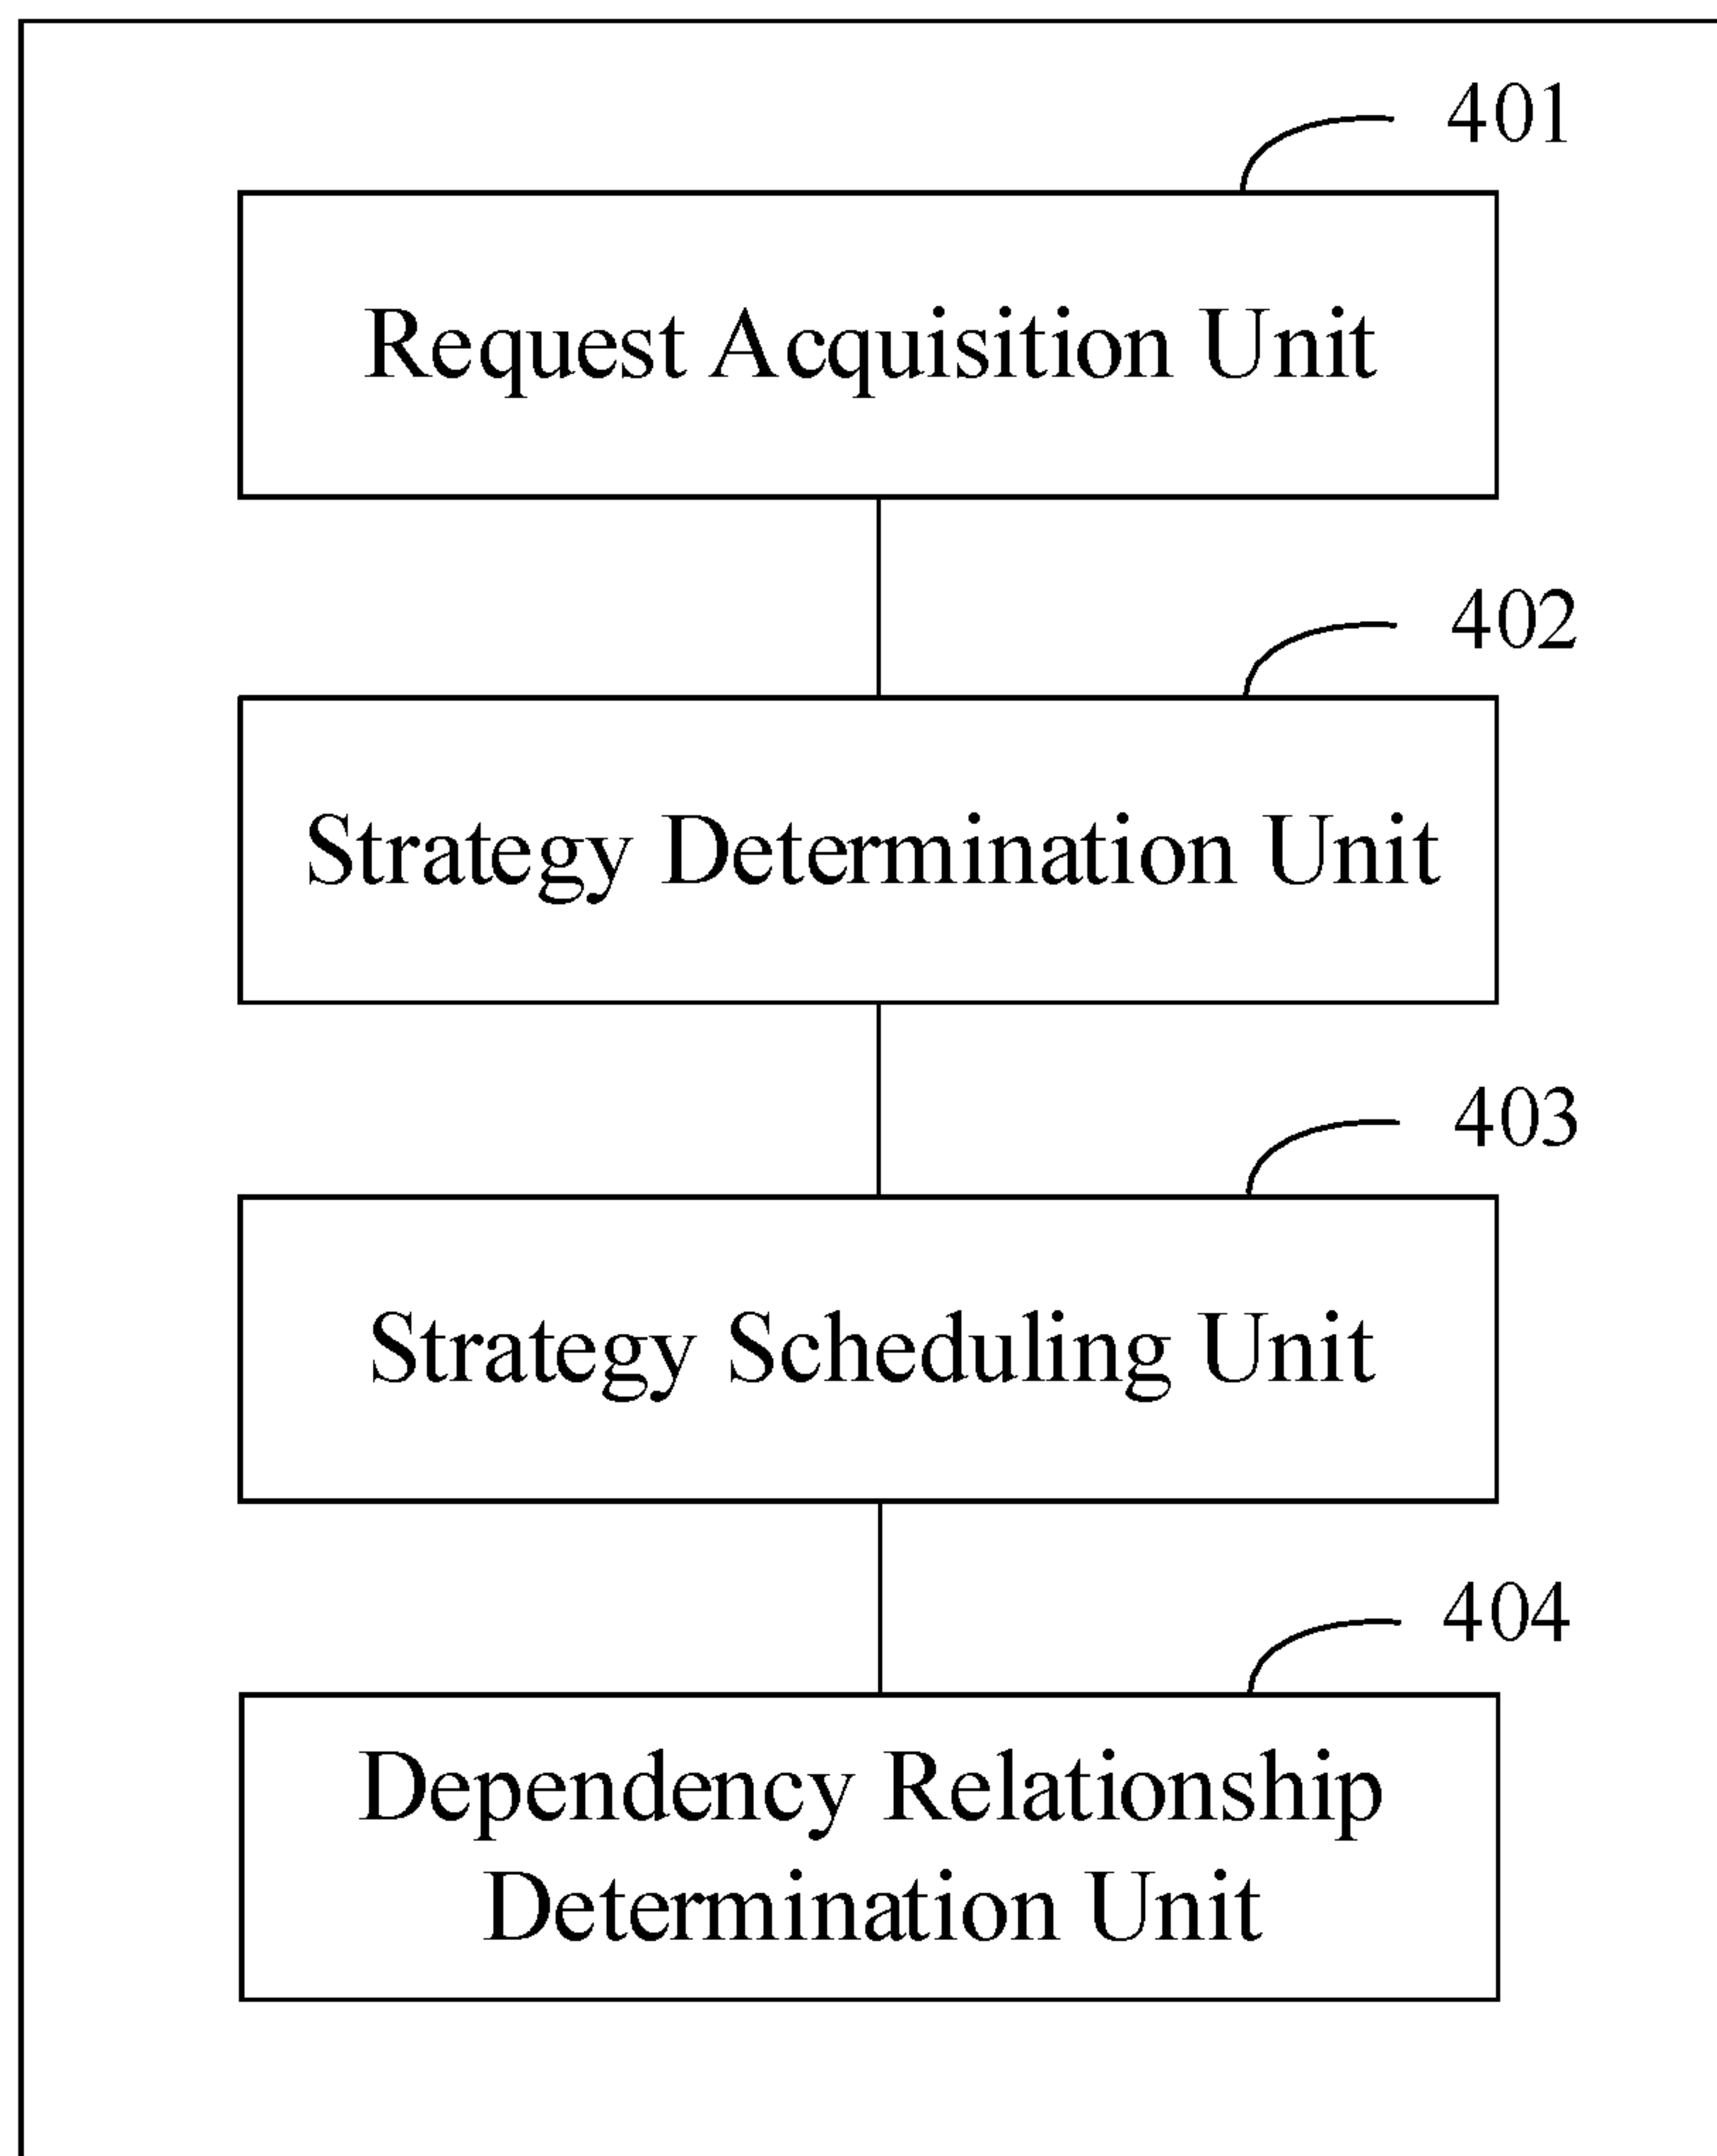 401
Request Acquisition Unit
402
Strategy Determination Unit
403
Strategy Scheduling Unit
404
Dependency Relationship
Determination Unit